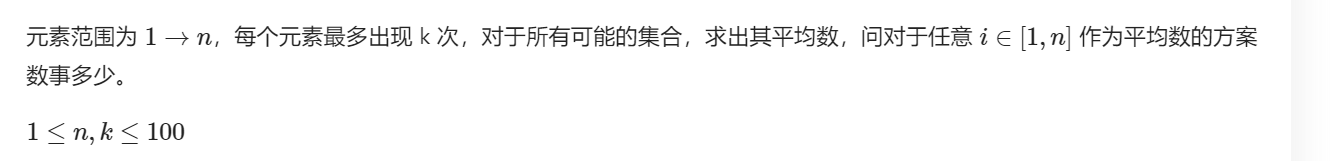 元素范围为 1 → n，每个元素最多出现 k 次，对于所有可能的集合，求出其平均数，问对于任意 i ∈ [1, n] 作为平均数的方案
数事多少。
1 ≤ n, k ≤ 100